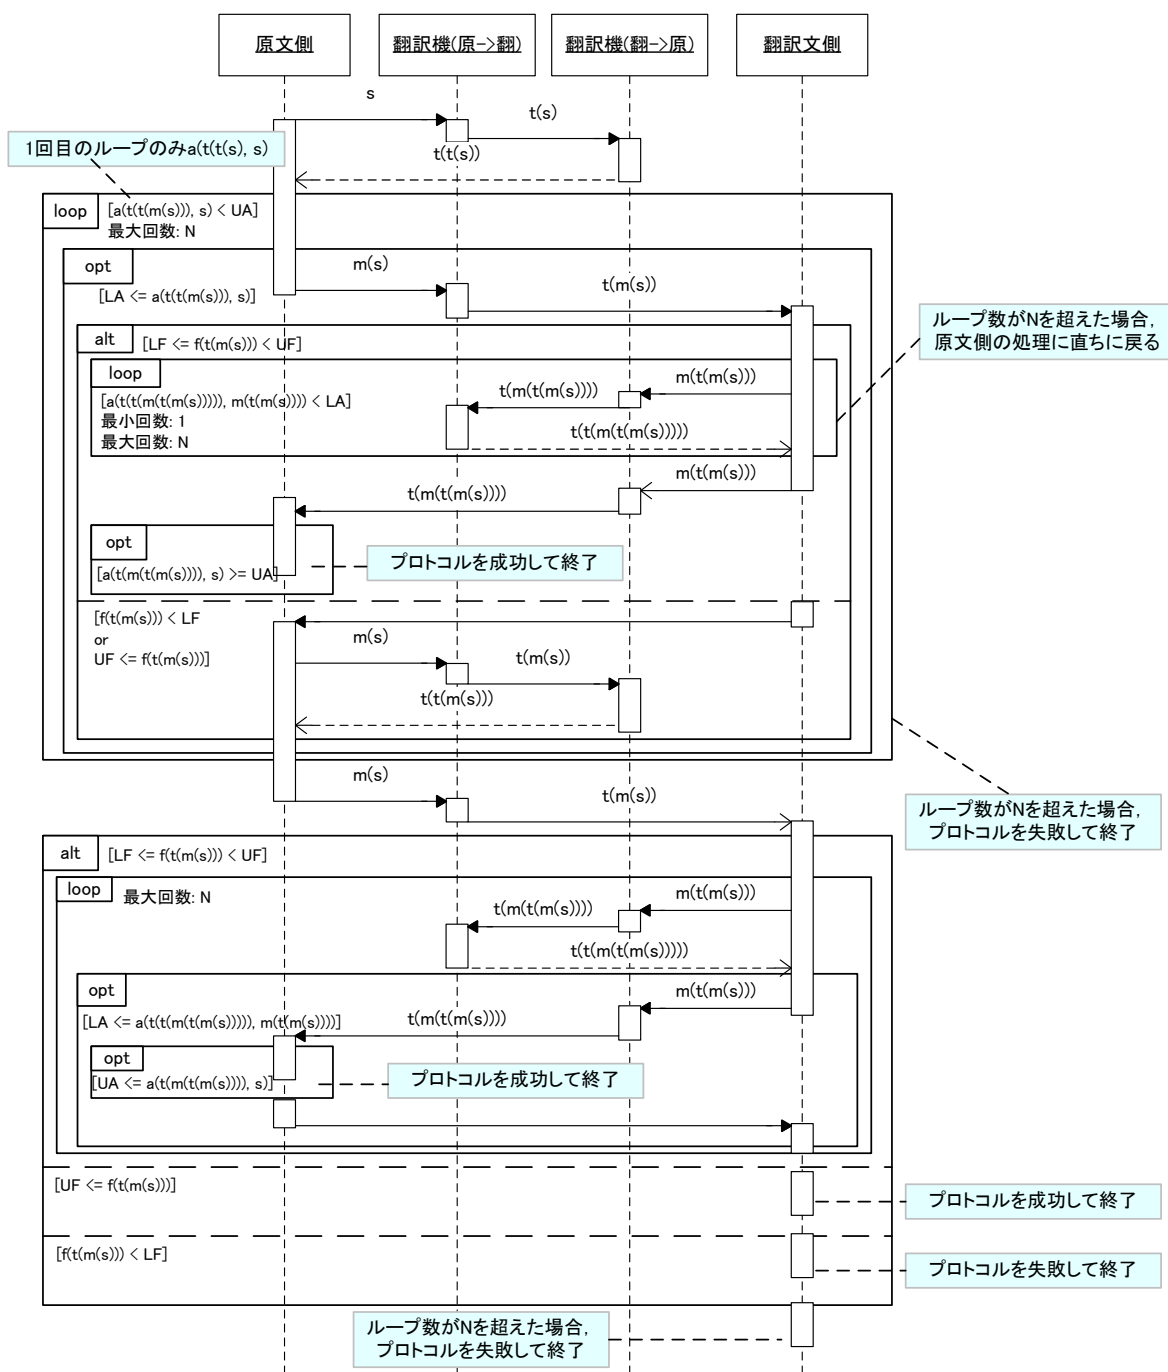 原文側
翻訳機(原->翻)
翻訳機(翻->原)
翻訳文側
s
t(s)
1回目のループのみa(t(t(s), s)
t(t(s))
loop
[a(t(t(m(s))), s) < UA]
最大回数: N
opt
m(s)
t(m(s))
[LA <= a(t(t(m(s))), s)]
ループ数がNを超えた場合,
原文側の処理に直ちに戻る
alt
[LF <= f(t(m(s))) < UF]
loop
m(t(m(s)))
t(m(t(m(s))))
[a(t(t(m(t(m(s))))), m(t(m(s)))) < LA]
最小回数: 1
最大回数: N
t(t(m(t(m(s)))))
m(t(m(s)))
t(m(t(m(s))))
opt
プロトコルを成功して終了
[a(t(m(t(m(s)))), s) >= UA]
[f(t(m(s))) < LF
or
UF <= f(t(m(s)))]
m(s)
t(m(s))
t(t(m(s)))
m(s)
t(m(s))
ループ数がNを超えた場合,
プロトコルを失敗して終了
alt
[LF <= f(t(m(s))) < UF]
loop
最大回数: N
m(t(m(s)))
t(m(t(m(s))))
t(t(m(t(m(s)))))
opt
m(t(m(s)))
[LA <= a(t(t(m(t(m(s))))), m(t(m(s))))]
t(m(t(m(s))))
opt
[UA <= a(t(m(t(m(s)))), s)]
プロトコルを成功して終了
[UF <= f(t(m(s)))]
プロトコルを成功して終了
[f(t(m(s))) < LF]
プロトコルを失敗して終了
ループ数がNを超えた場合,
プロトコルを失敗して終了